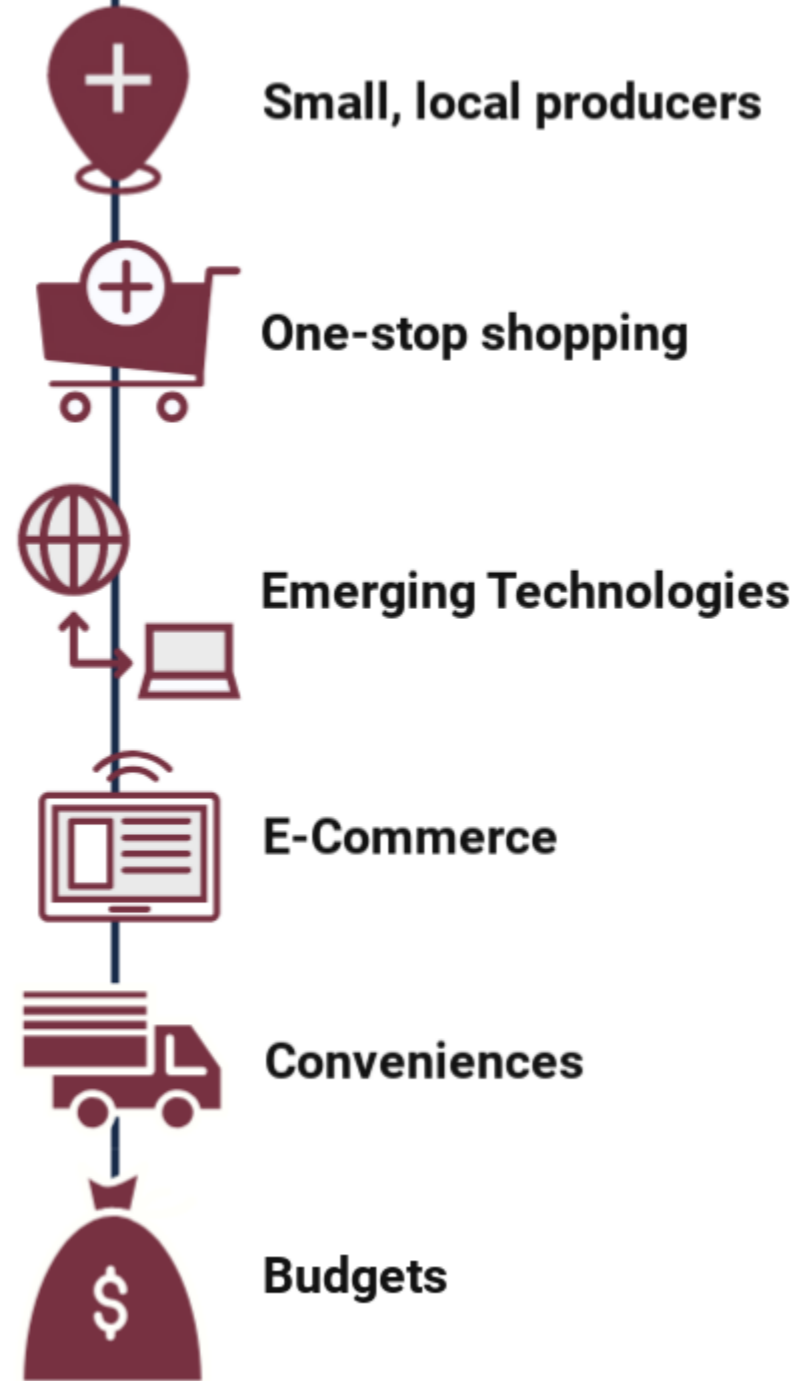 Small, local producers
One-stop shopping
Emerging Technologies
E-Commerce
Conveniences
Budgets
$